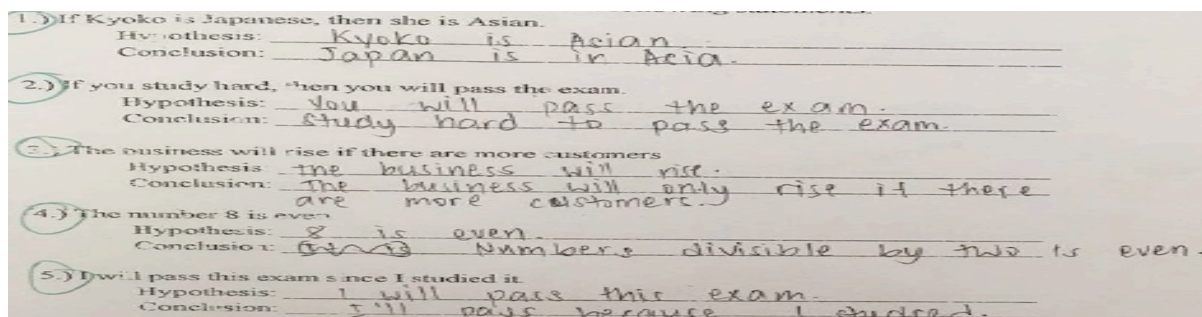 1.) If Kyoko is Japanese, then she is Asian.
Hypothesis: Kyoko is Asian
Conclusion: Japan is in Asia.
2.) If you study hard, then you will pass the exam.
Hypothesis: You will pass the exam.
Conclusion: Study hard to pass the exam.
3.) The business will rise if there are more customers
Hypothesis the business will rise.
Conclusion: The business will only rise if there
are more customers.
4.) The number 8 is even
Hypothesis: 8 is even.
Conclusion: Numbers divisible by two is even.
5.) I will pass this exam since I studied it.
Hypothesis: I will pass this exam.
Conclusion: I'll pass because I studied.